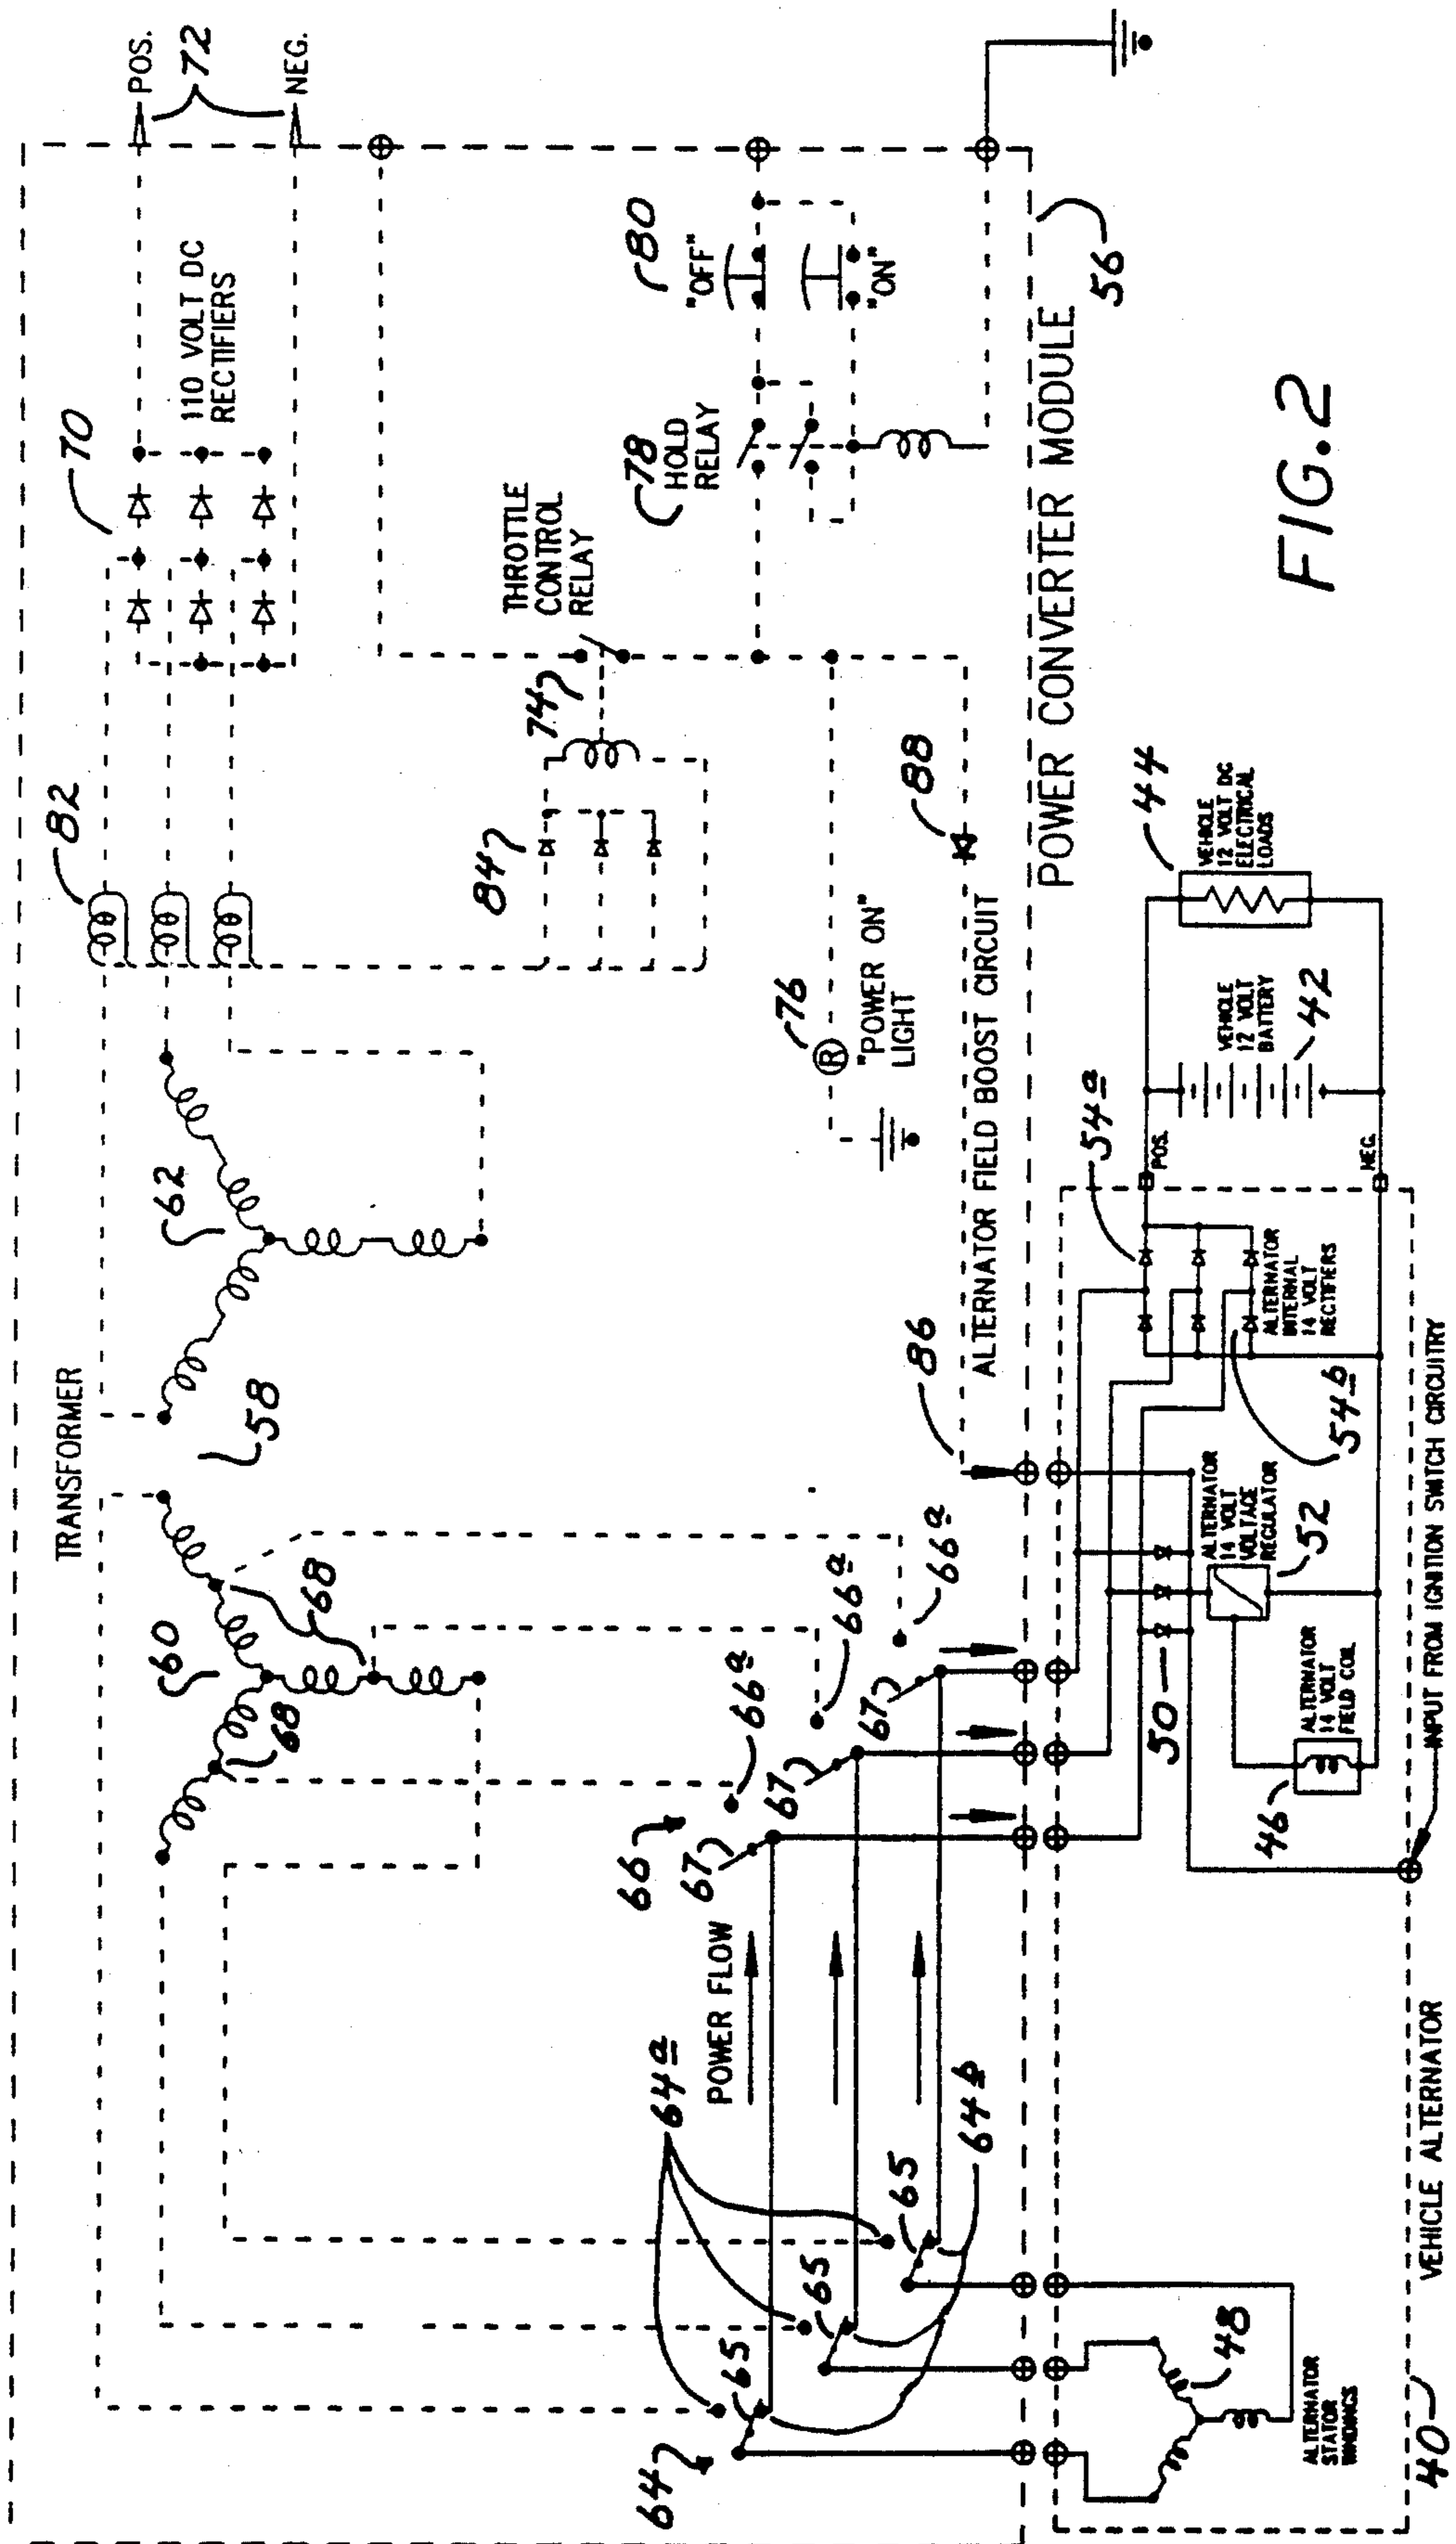 TRANSFORMER
60
68
68
58
62
82
70
110 VOLT DC
RECTIFIERS
POS.
72
NEG.
64
64a
65
65
65
64b
POWER FLOW
66
66a
66a
66a
67
67
67
84
74
THROTTLE
CONTROL
RELAY
78
HOLD
RELAY
80
"OFF"
"ON"
76
"POWER ON"
LIGHT
88
86
ALTERNATOR FIELD BOOST CIRCUIT
POWER CONVERTER MODULE
56
48
ALTERNATOR
STATOR
WINDINGS
50
46
ALTERNATOR
14 VOLT
FIELD COIL
ALTERNATOR
14 VOLT
VOLTAGE
REGULATOR
52
54a
54b
ALTERNATOR
INTERNAL
14 VOLT
RECTIFIERS
POS.
NEG.
VEHICLE
12 VOLT
BATTERY
42
44
VEHICLE
12 VOLT DC
ELECTRICAL
LOADS
40
VEHICLE ALTERNATOR
INPUT FROM IGNITION SWITCH CIRCUITRY
FIG.2